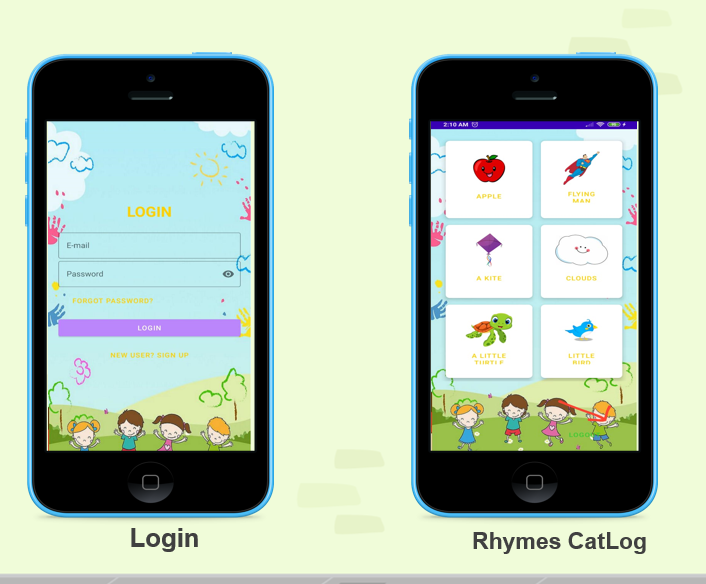 LOGIN
E-mail
Password
FORGOT PASSWORD?
LOGIN
NEW USER? SIGN UP
Login
2:10 AM
APPLE
FLYING
MAN
A KITE
CLOUDS
A LITTLE
TURTLE
LITTLE
BIRD
Rhymes CatLog